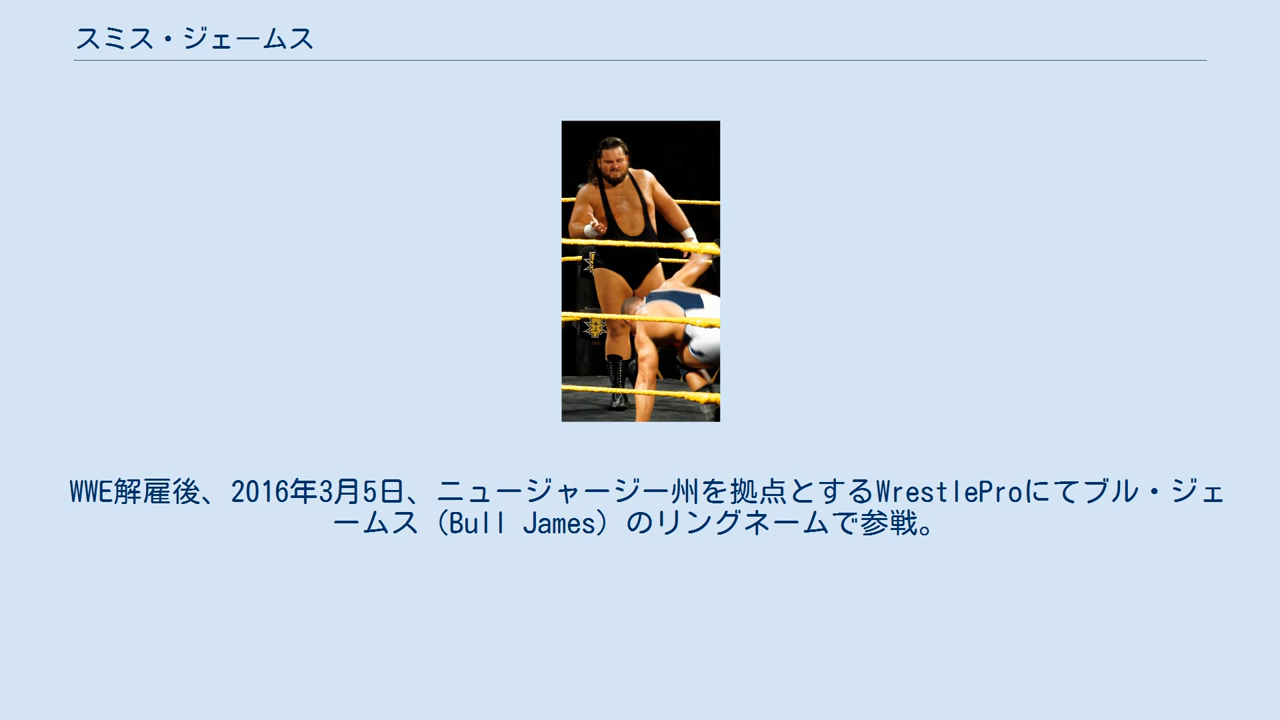 スミス・ジェームス
WWE解雇後、2016年3月5日、ニュージャージー州を拠点とするWrestleProにてブル・ジェ
ームス（Bull James）のリングネームで参戦。